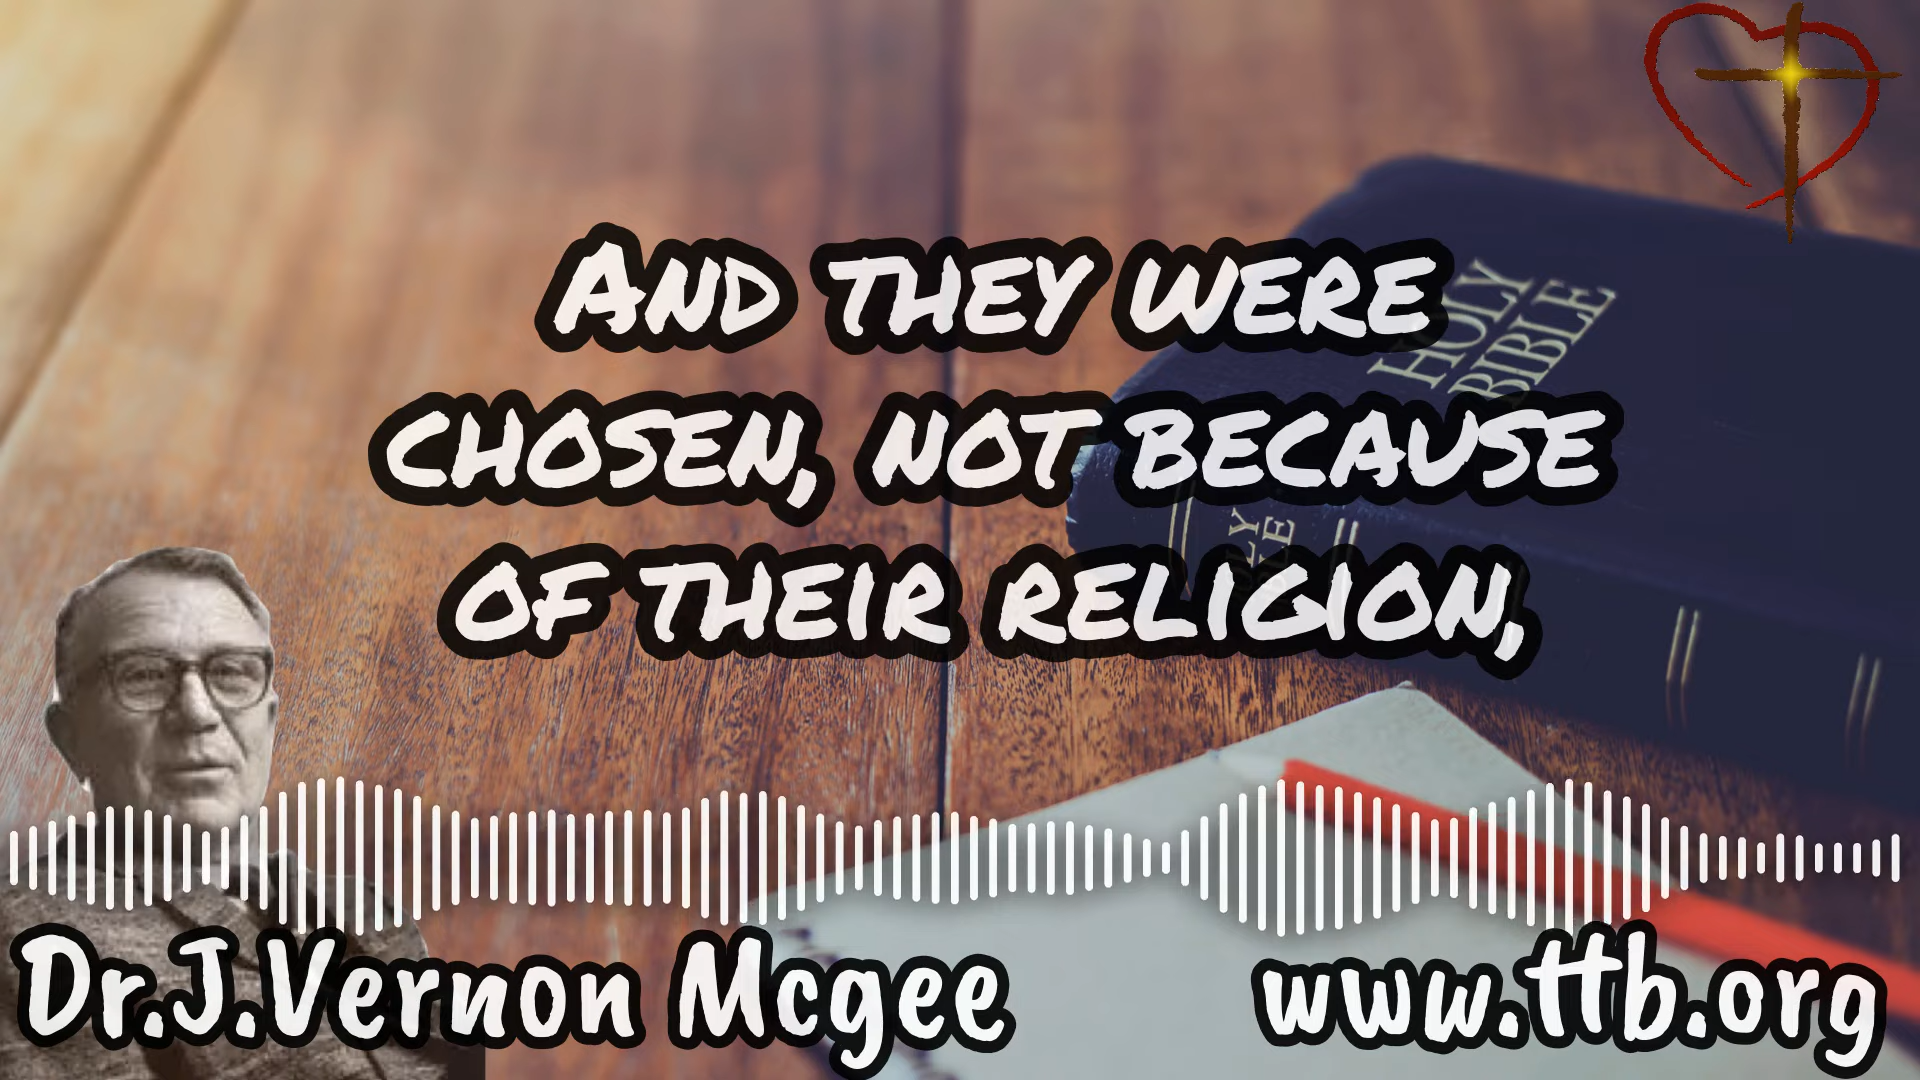 And they were
chosen, not because
of their religion,
HOLY
BIBLE
Dr.J.Vernon Mcgee
www.ttb.org